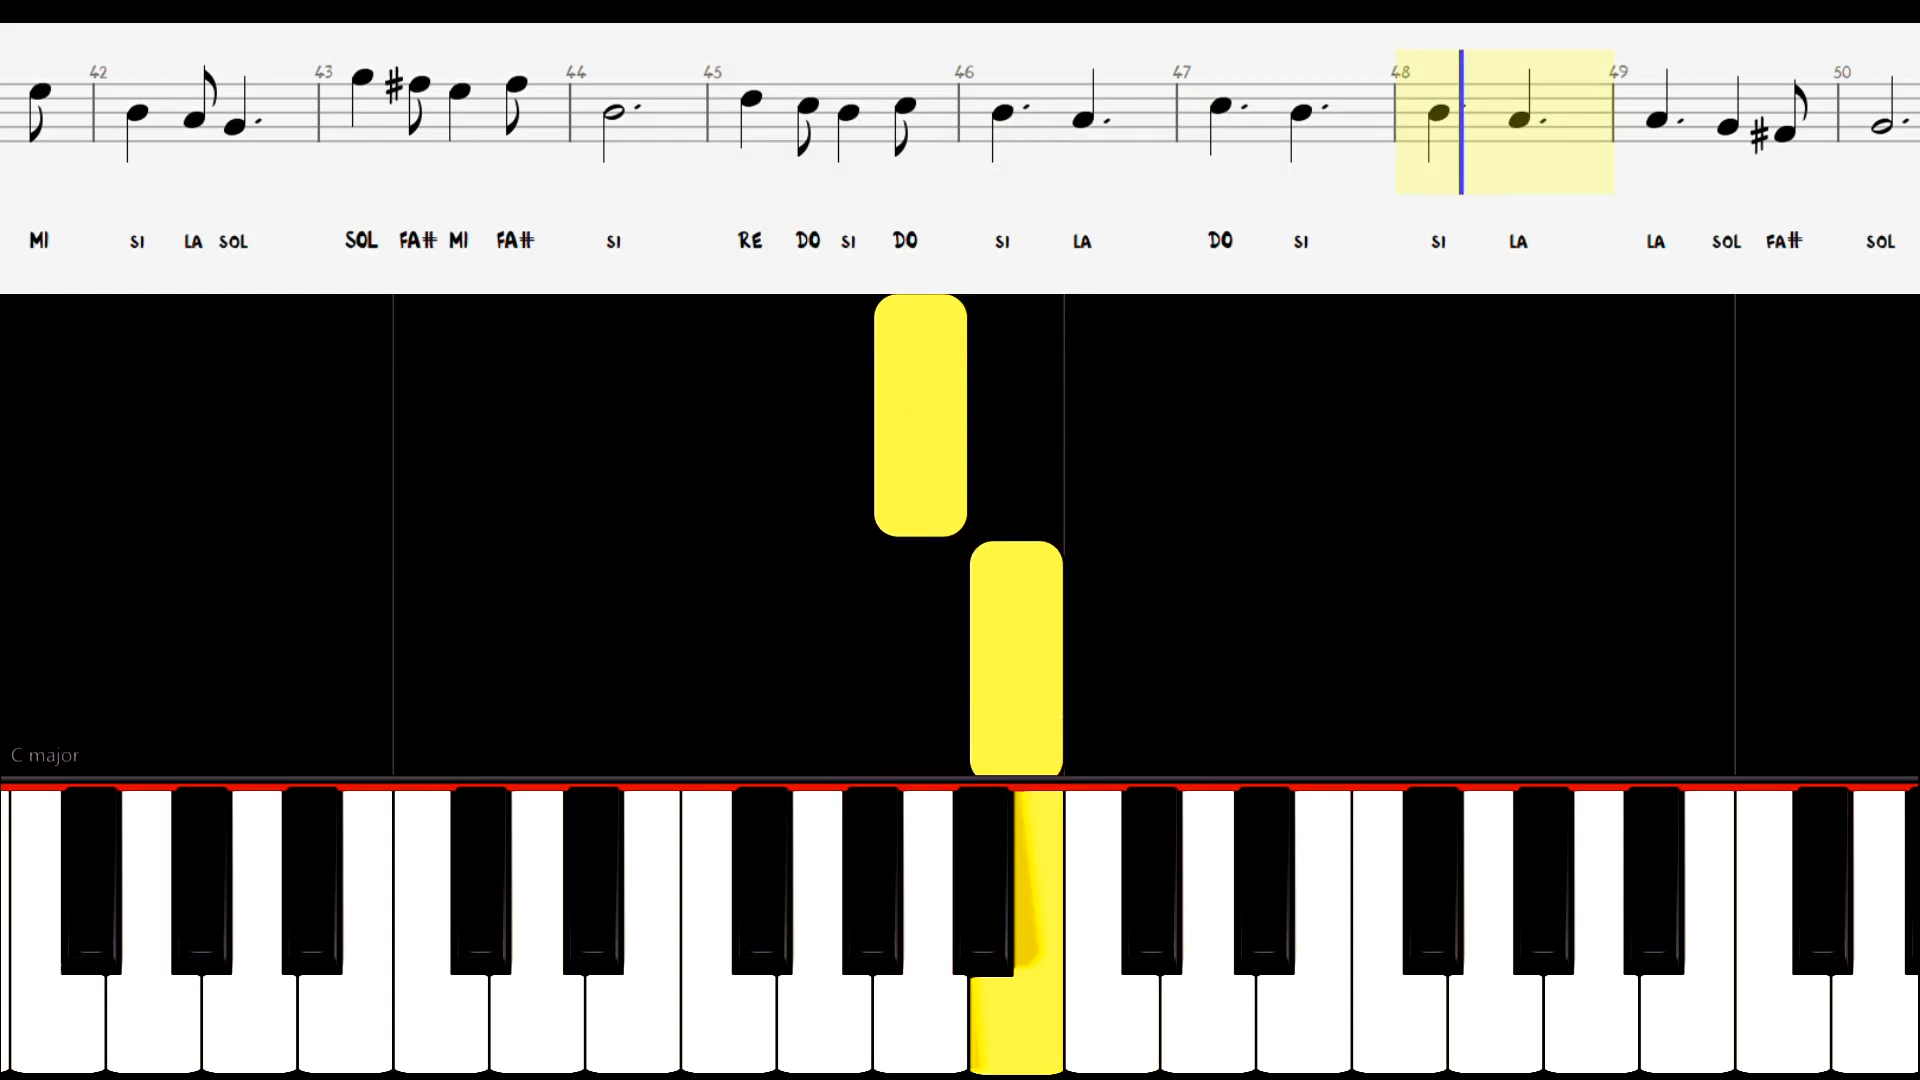 42 43 44 45 46 47 48 49 50
MI SI LA SOL SOL FA# MI FA# SI RE DO SI DO SI LA DO SI SI LA LA SOL FA# SOL
C major